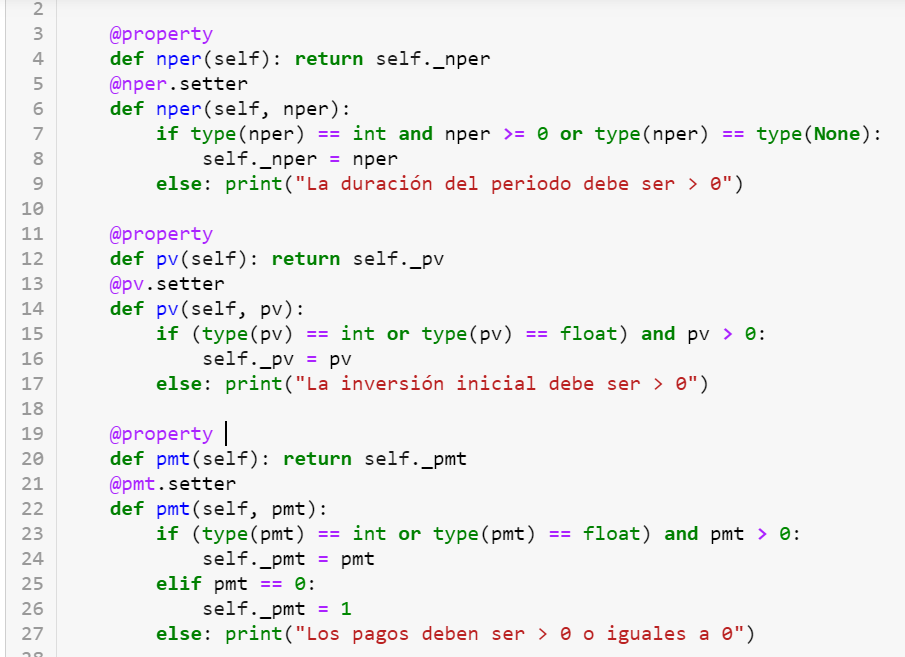 2
3 @property
4 def nper(self): return self._nper
5 @nper.setter
6 def nper(self, nper):
7 if type(nper) == int and nper >= 0 or type(nper) == type(None):
8 self._nper = nper
9 else: print("La duración del periodo debe ser > 0")
10
11 @property
12 def pv(self): return self._pv
13 @pv.setter
14 def pv(self, pv):
15 if (type(pv) == int or type(pv) == float) and pv > 0:
16 self._pv = pv
17 else: print("La inversión inicial debe ser > 0")
18
19 @property
20 def pmt(self): return self._pmt
21 @pmt.setter
22 def pmt(self, pmt):
23 if (type(pmt) == int or type(pmt) == float) and pmt > 0:
24 self._pmt = pmt
25 elif pmt == 0:
26 self._pmt = 1
27 else: print("Los pagos deben ser > 0 o iguales a 0")